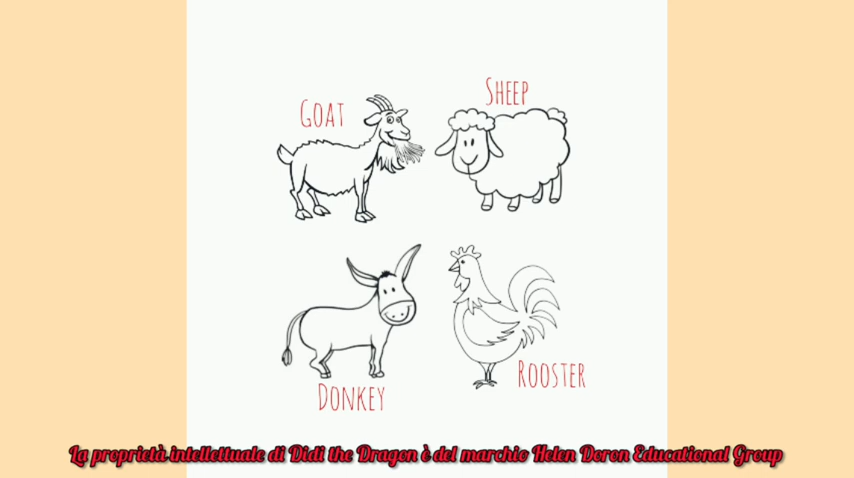 Goat
Sheep
Donkey
Rooster
La proprietà intellettuale di Didi the Dragon è del marchio Helen Doron Educational Group